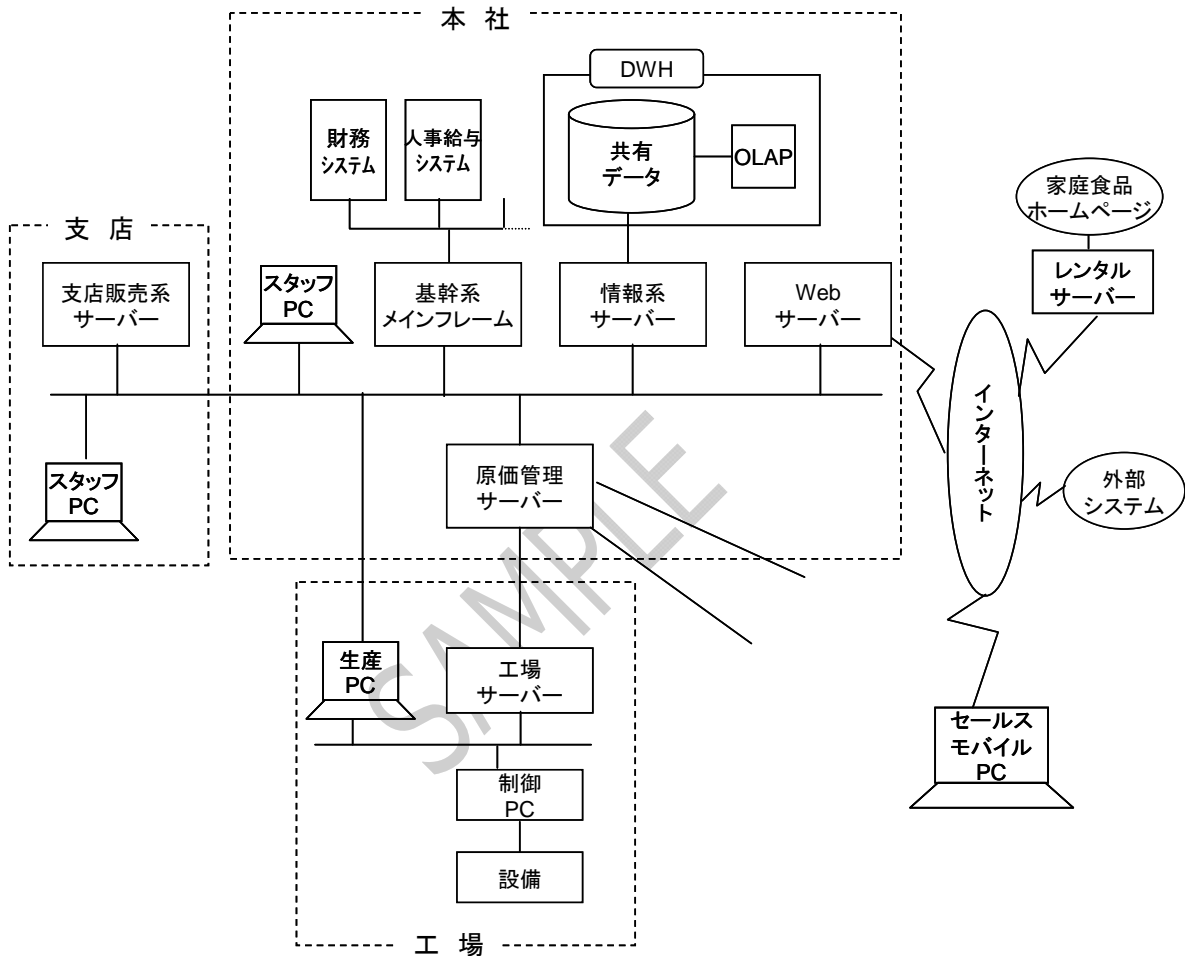 本 社
DWH
財務
システム
人事給与
システム
共有
データ
OLAP
家庭食品
ホームページ
支 店
支店販売系
サーバー
スタッフ
PC
基幹系
メインフレーム
情報系
サーバー
Web
サーバー
レンタル
サーバー
インターネット
スタッフ
PC
原価管理
サーバー
外部
システム
SAMPLE
生産
PC
工場
サーバー
セールス
モバイル
PC
制御
PC
設備
工 場